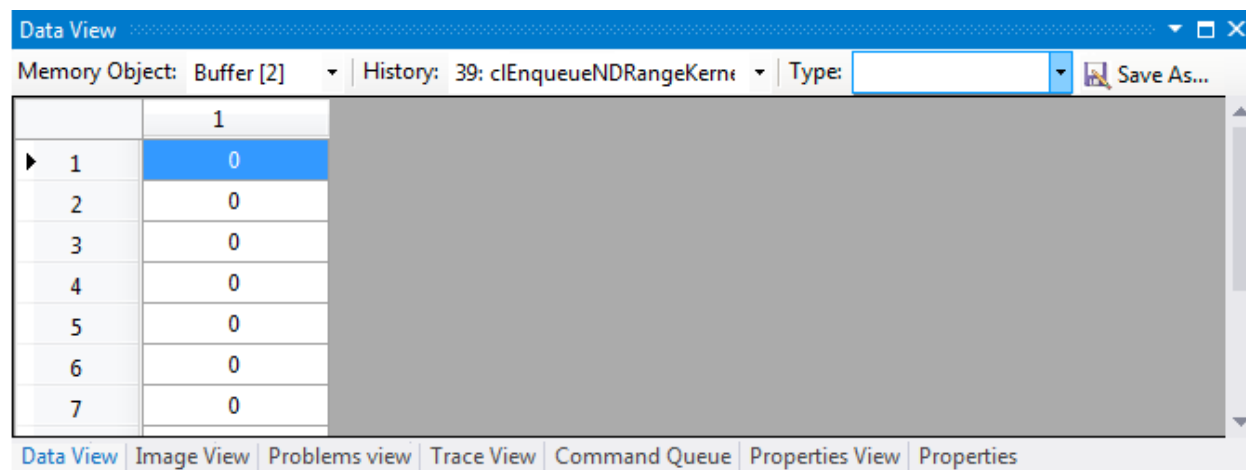 Data View
Memory Object: Buffer [2] History: 39: clEnqueueNDRangeKerne Type: Save As...
1
1 0
2 0
3 0
4 0
5 0
6 0
7 0
Data View Image View Problems view Trace View Command Queue Properties View Properties